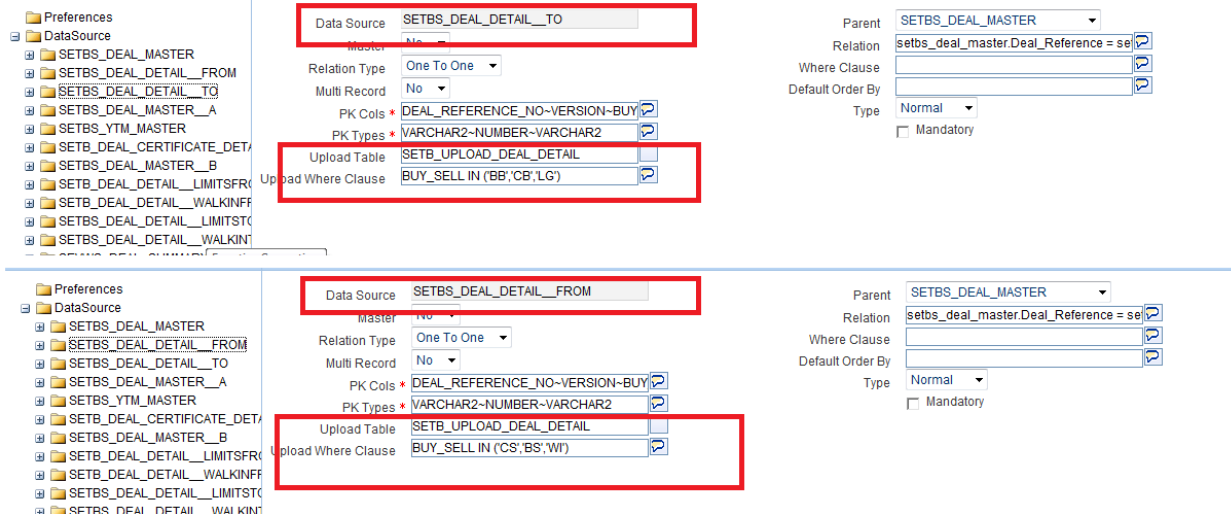 Preferences
DataSource
SETBS_DEAL_MASTER
SETBS_DEAL_DETAIL__FROM
SETBS_DEAL_DETAIL__TO
SETBS_DEAL_MASTER__A
SETBS_YTM_MASTER
SETB_DEAL_CERTIFICATE_DETA
SETBS_DEAL_MASTER__B
SETB_DEAL_DETAIL__LIMITSFRO
SETB_DEAL_DETAIL__WALKINFF
SETBS_DEAL_DETAIL__LIMITSTO
SETBS_DEAL_DETAIL__WALKINT
Data Source SETBS_DEAL_DETAIL__TO
Master No
Relation Type One To One
Multi Record No
PK Cols * DEAL_REFERENCE_NO~VERSION~BUY
PK Types * VARCHAR2~NUMBER~VARCHAR2
Upload Table SETB_UPLOAD_DEAL_DETAIL
Upload Where Clause BUY_SELL IN ('BB','CB','LG')
Parent SETBS_DEAL_MASTER
Relation setbs_deal_master.Deal_Reference = se
Where Clause
Default Order By
Type Normal
Mandatory
Preferences
DataSource
SETBS_DEAL_MASTER
SETBS_DEAL_DETAIL__FROM
SETBS_DEAL_DETAIL__TO
SETBS_DEAL_MASTER__A
SETBS_YTM_MASTER
SETB_DEAL_CERTIFICATE_DETA
SETBS_DEAL_MASTER__B
SETB_DEAL_DETAIL__LIMITSFRO
SETB_DEAL_DETAIL__WALKINFF
SETBS_DEAL_DETAIL__LIMITSTO
SETBS_DEAL_DETAIL__WALKINT
Data Source SETBS_DEAL_DETAIL__FROM
Master No
Relation Type One To One
Multi Record No
PK Cols * DEAL_REFERENCE_NO~VERSION~BUY
PK Types * VARCHAR2~NUMBER~VARCHAR2
Upload Table SETB_UPLOAD_DEAL_DETAIL
Upload Where Clause BUY_SELL IN ('CS','BS','WI')
Parent SETBS_DEAL_MASTER
Relation setbs_deal_master.Deal_Reference = se
Where Clause
Default Order By
Type Normal
Mandatory